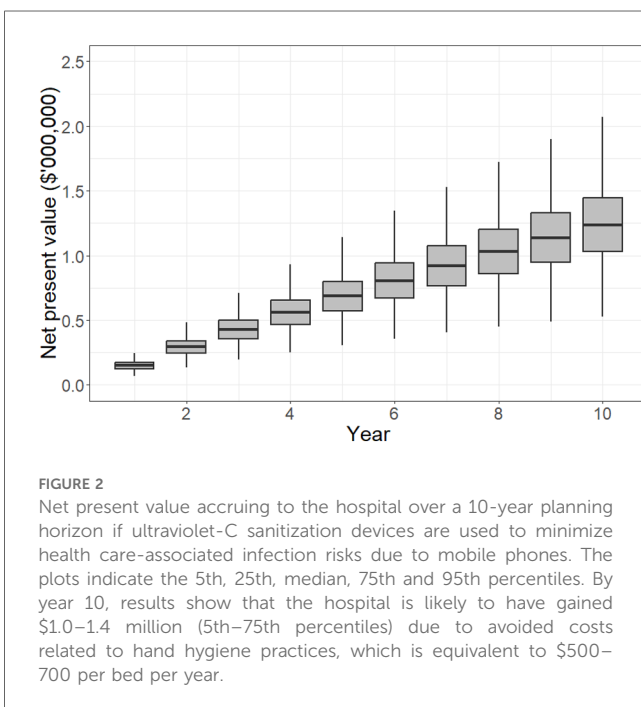 2.5
2.0
1.5
1.0
0.5
0.0
Net present value ($'000,000)
2
4
6
8
10
Year
FIGURE 2
Net present value accruing to the hospital over a 10-year planning
horizon if ultraviolet-C sanitization devices are used to minimize
health care-associated infection risks due to mobile phones. The
plots indicate the 5th, 25th, median, 75th and 95th percentiles. By
year 10, results show that the hospital is likely to have gained
$1.0–1.4 million (5th–75th percentiles) due to avoided costs
related to hand hygiene practices, which is equivalent to $500–
700 per bed per year.